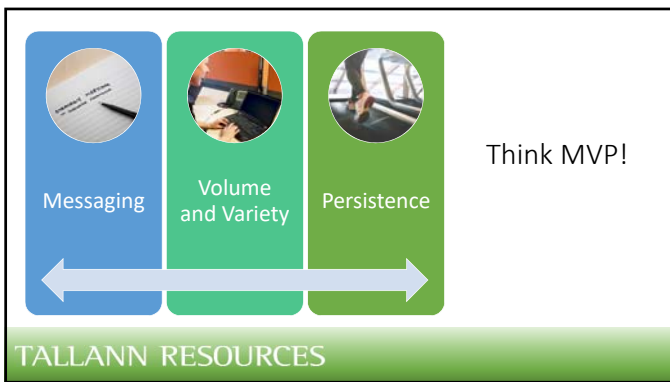 Messaging
Volume
and Variety
Persistence
Think MVP!
TALLANN RESOURCES